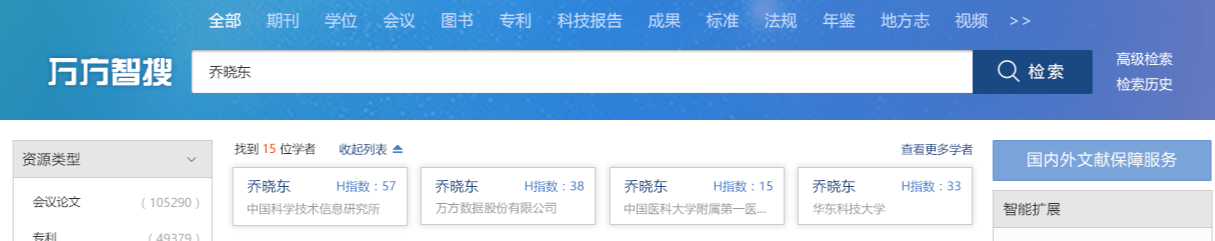 全部 期刊 学位 会议 图书 专利 科技报告 成果 标准 法规 年鉴 地方志 视频 >>
万方智搜
乔晓东
检索
高级检索
检索历史
资源类型
会议论文 (105290)
专利 (49379)
找到 15 位学者 收起列表 查看更多学者
乔晓东 H指数：57
中国科学技术信息研究所
乔晓东 H指数：38
万方数据股份有限公司
乔晓东 H指数：15
中国医科大学附属第一医...
乔晓东 H指数：33
华东科技大学
国内外文献保障服务
智能扩展